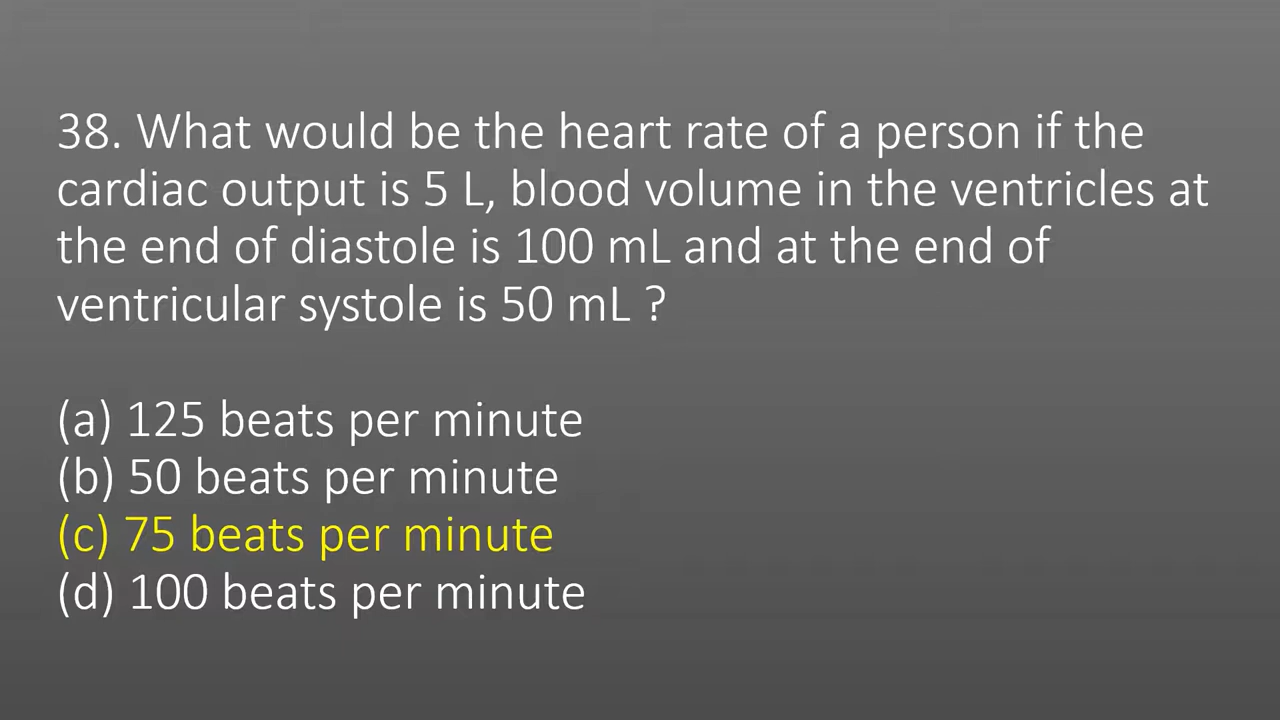 38. What would be the heart rate of a person if the
cardiac output is 5 L, blood volume in the ventricles at
the end of diastole is 100 mL and at the end of
ventricular systole is 50 mL ?
(a) 125 beats per minute
(b) 50 beats per minute
(c) 75 beats per minute
(d) 100 beats per minute